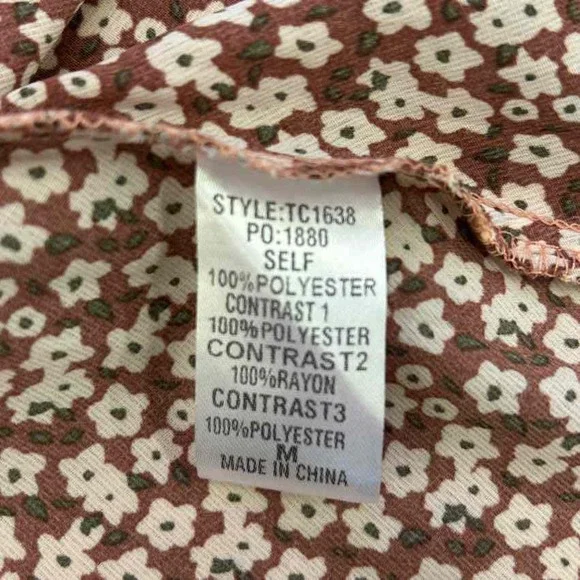 STYLE:TC1638
PO:1880
SELF
100%POLYESTER
CONTRAST 1
100%POLYESTER
CONTRAST2
100%RAYON
CONTRAST3
100%POLYESTER
M
MADE IN CHINA